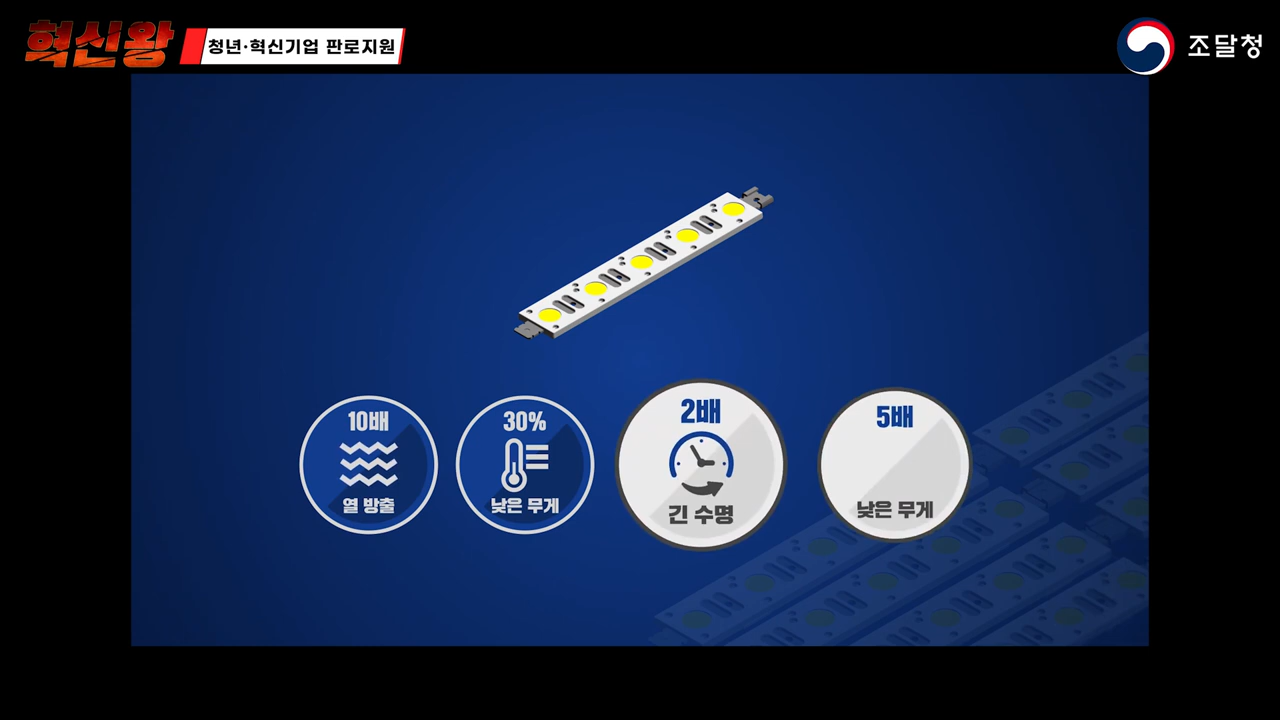 혁신왕
청년·혁신기업 판로지원
조달청
10배
열 방출
30%
낮은 무게
2배
긴 수명
5배
낮은 무게